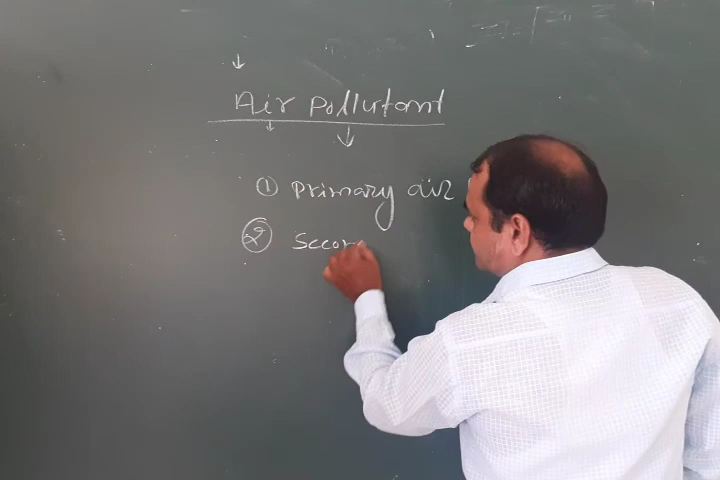 Air Pollutant
① Primary air
② Secon